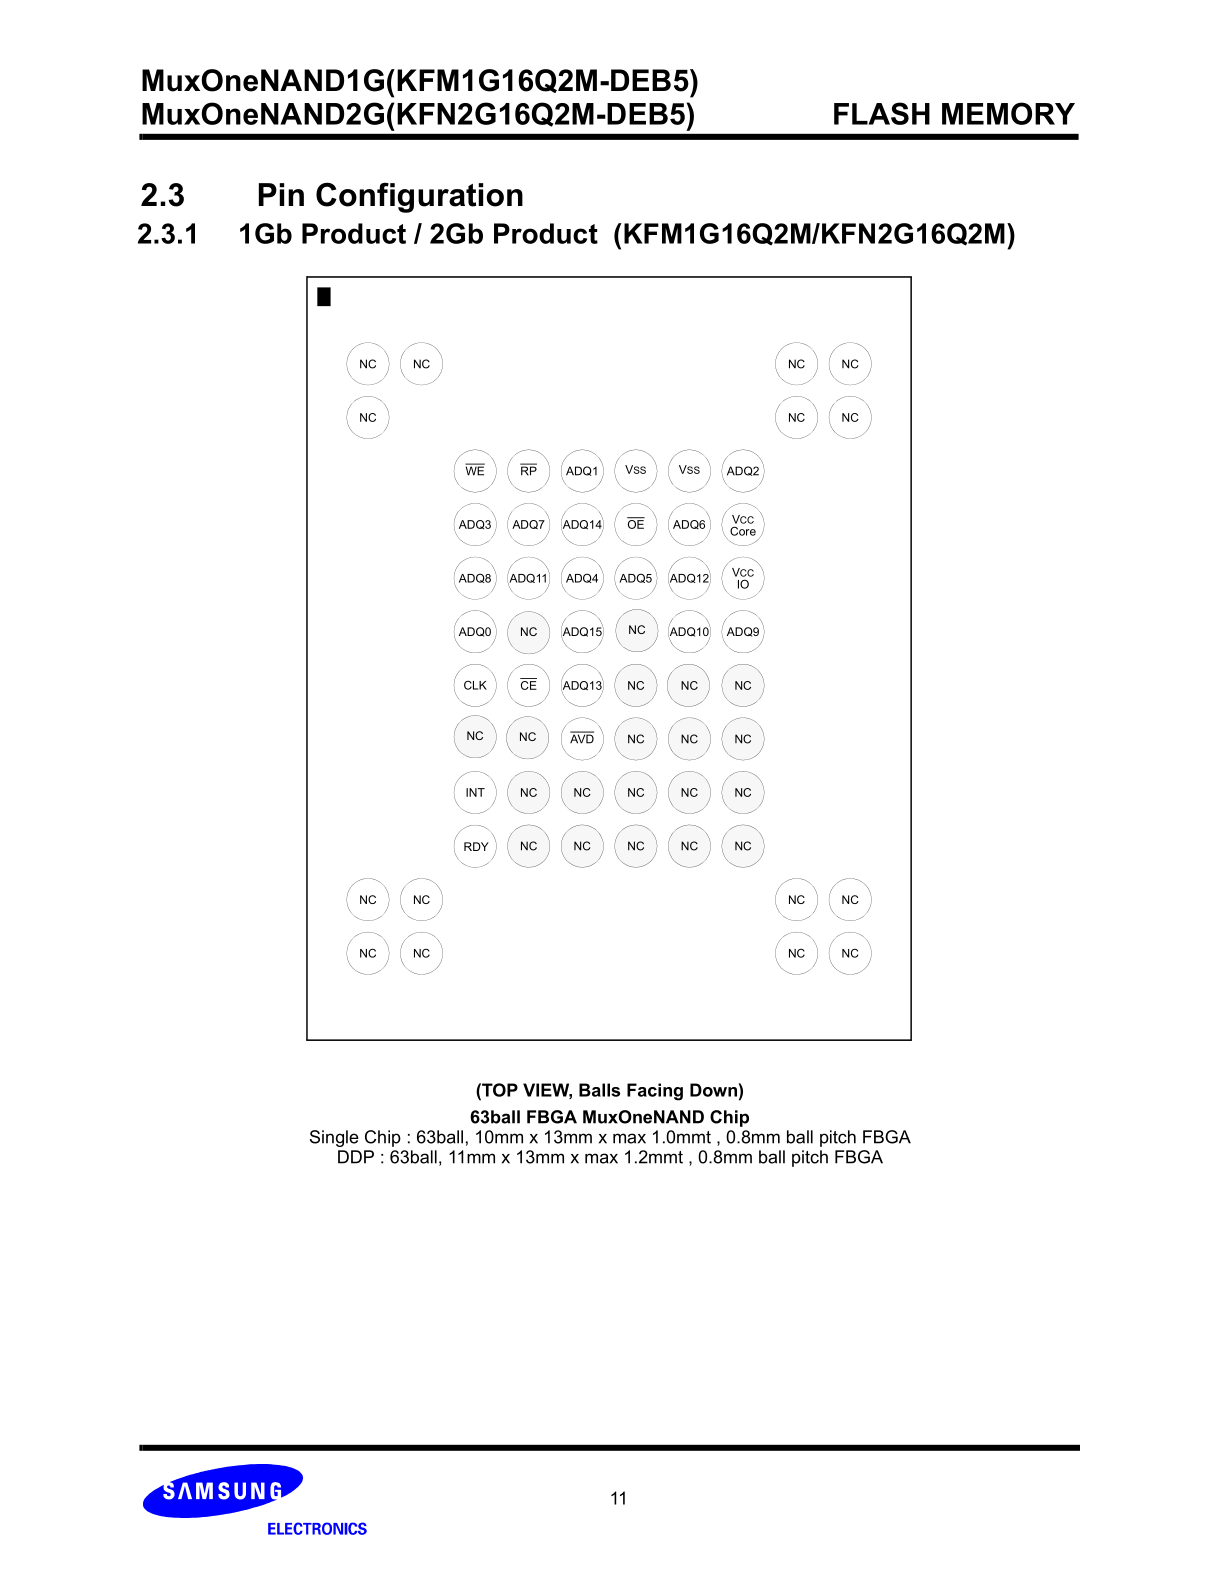 MuxOneNAND1G(KFM1G16Q2M-DEB5)
MuxOneNAND2G(KFN2G16Q2M-DEB5) FLASH MEMORY
2.3 Pin Configuration
2.3.1 1Gb Product / 2Gb Product (KFM1G16Q2M/KFN2G16Q2M)
NC NC NC NC
NC NC NC
WE RP ADQ1 VSS VSS ADQ2
ADQ3 ADQ7 ADQ14 OE ADQ6 VCC Core
ADQ8 ADQ11 ADQ4 ADQ5 ADQ12 VCC IO
ADQ0 NC ADQ15 NC ADQ10 ADQ9
CLK CE ADQ13 NC NC NC
NC NC AVD NC NC NC
INT NC NC NC NC NC
RDY NC NC NC NC NC
NC NC NC NC
NC NC NC NC
(TOP VIEW, Balls Facing Down)
63ball FBGA MuxOneNAND Chip
Single Chip : 63ball, 10mm x 13mm x max 1.0mmt , 0.8mm ball pitch FBGA
DDP : 63ball, 11mm x 13mm x max 1.2mmt , 0.8mm ball pitch FBGA
SAMSUNG
ELECTRONICS
11